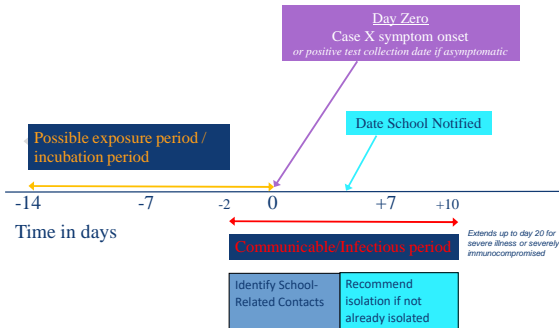 Day Zero
Case X symptom onset
or positive test collection date if asymptomatic
Possible exposure period /
incubation period
Date School Notified
-14
-7
-2
0
+7
+10
Time in days
Communicable/Infectious period
Extends up to day 20 for
severe illness or severely
immunocompromised
Identify School-
Related Contacts
Recommend
isolation if not
already isolated